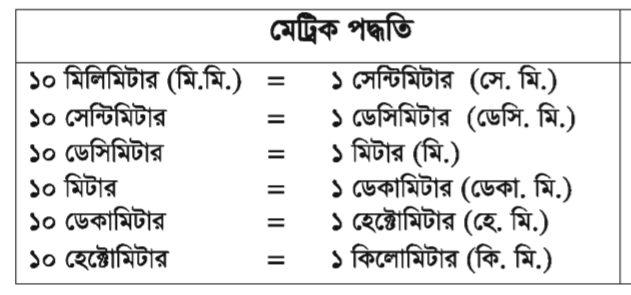 মেট্রিক পদ্ধতি
১০ মিলিমিটার (মি.মি.) = ১ সেন্টিমিটার (সে. মি.)
১০ সেন্টিমিটার = ১ ডেসিমিটার (ডেসি. মি.)
১০ ডেসিমিটার = ১ মিটার (মি.)
১০ মিটার = ১ ডেকামিটার (ডেকা. মি.)
১০ ডেকামিটার = ১ হেক্টোমিটার (হে. মি.)
১০ হেক্টোমিটার = ১ কিলোমিটার (কি. মি.)